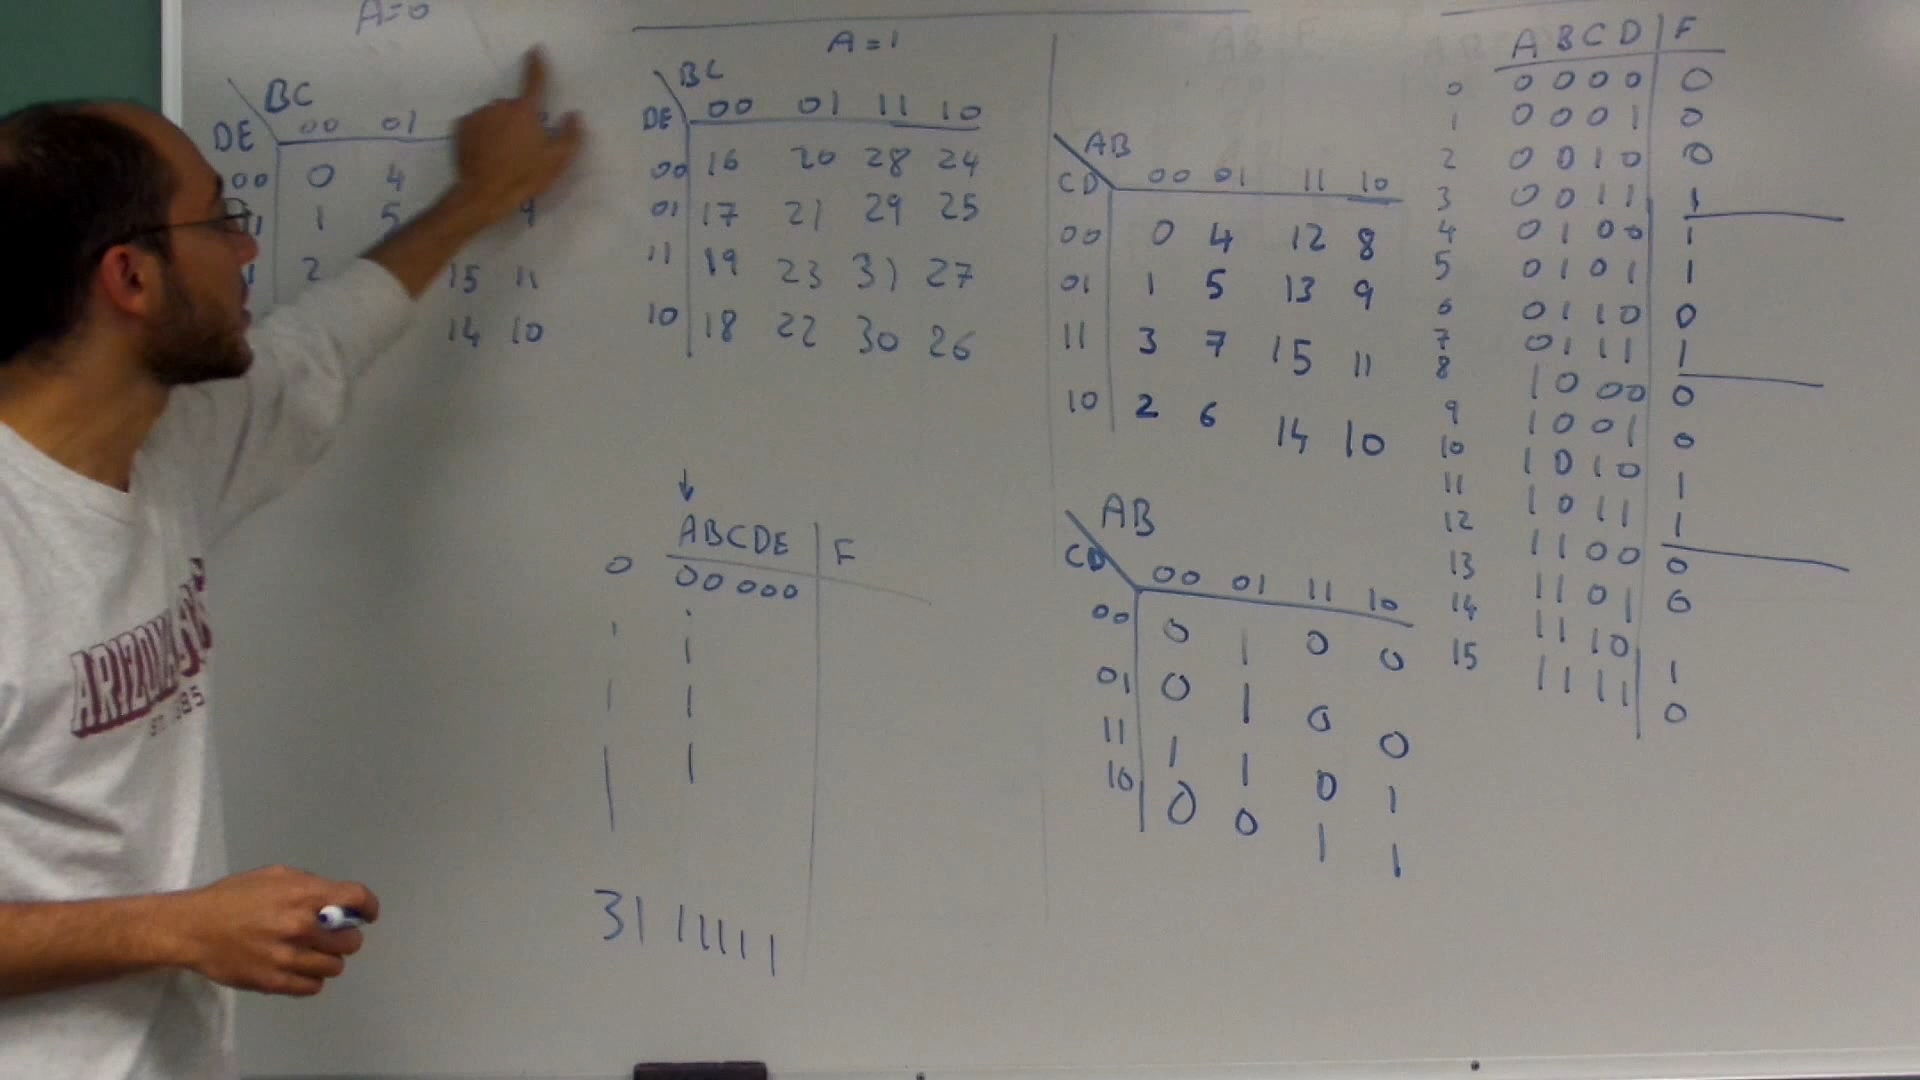 A=0
BC
DE 00 01
00 0 4
1 5 9
2 15 11
14 10
A=1
BC
DE 00 01 11 10
00 16 20 28 24
01 17 21 29 25
11 19 23 31 27
10 18 22 30 26
AB
CD 00 01 11 10
00 0 4 12 8
01 1 5 13 9
11 3 7 15 11
10 2 6 14 10
A B C D F
0 0 0 0 0 0
1 0 0 0 1 0
2 0 0 1 0 0
3 0 0 1 1 1
4 0 1 0 0 1
5 0 1 0 1 1
6 0 1 1 0 0
7 0 1 1 1 1
8 1 0 0 0 0
9 1 0 0 1 0
10 1 0 1 0 1
11 1 0 1 1 1
12 1 1 0 0 0
13 1 1 0 1 0
14 1 1 1 0 1
15 1 1 1 1 0
ABCDE F
0 00000
31 11111
AB
CD 00 01 11 10
00 0 1 0 0
01 0 1 0 0
11 1 1 0 1
10 0 0 1 1
ARIZONA